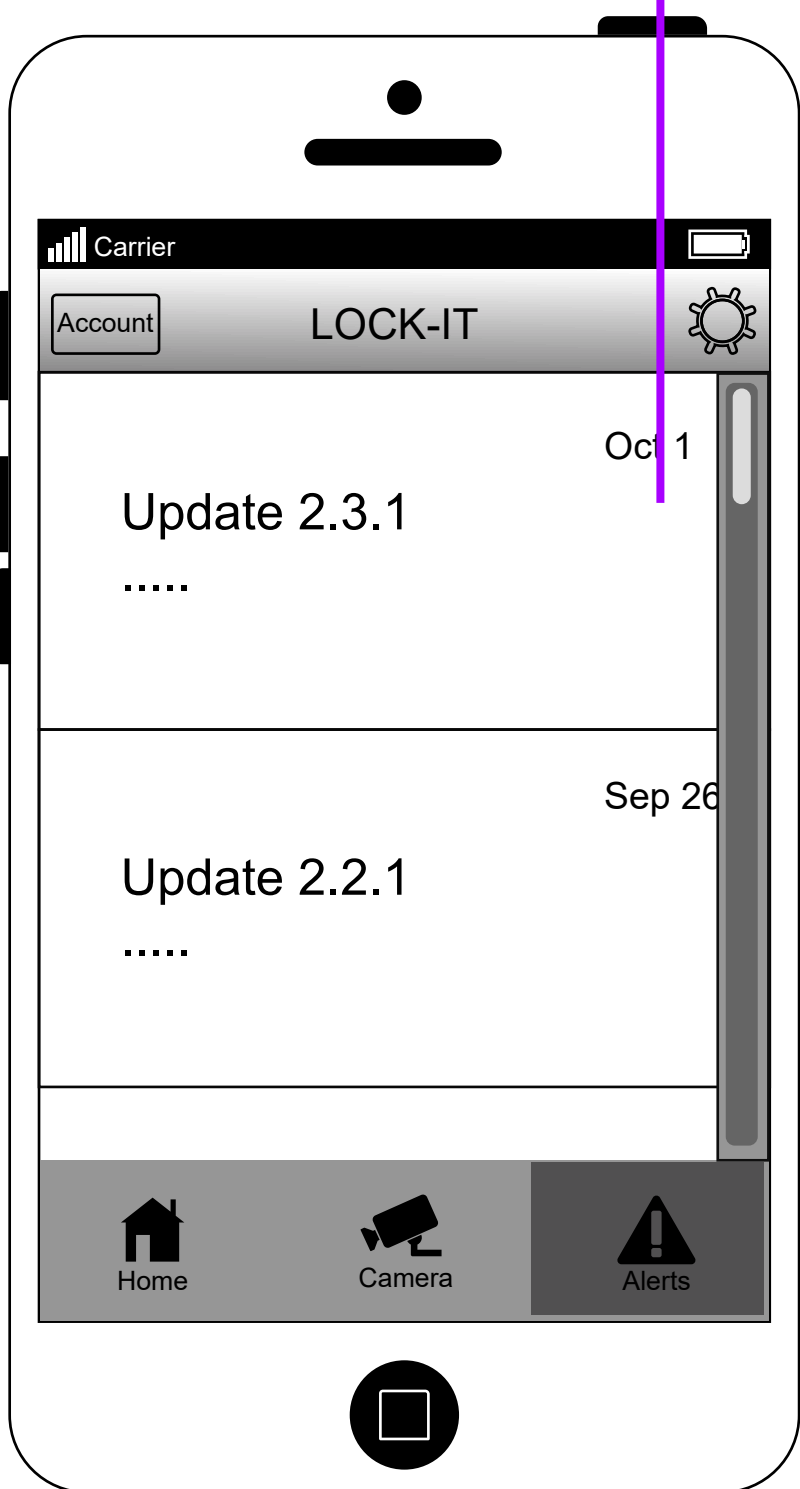 Carrier
Account LOCK-IT
Oct 1
Update 2.3.1
.....
Sep 26
Update 2.2.1
.....
Home Camera Alerts